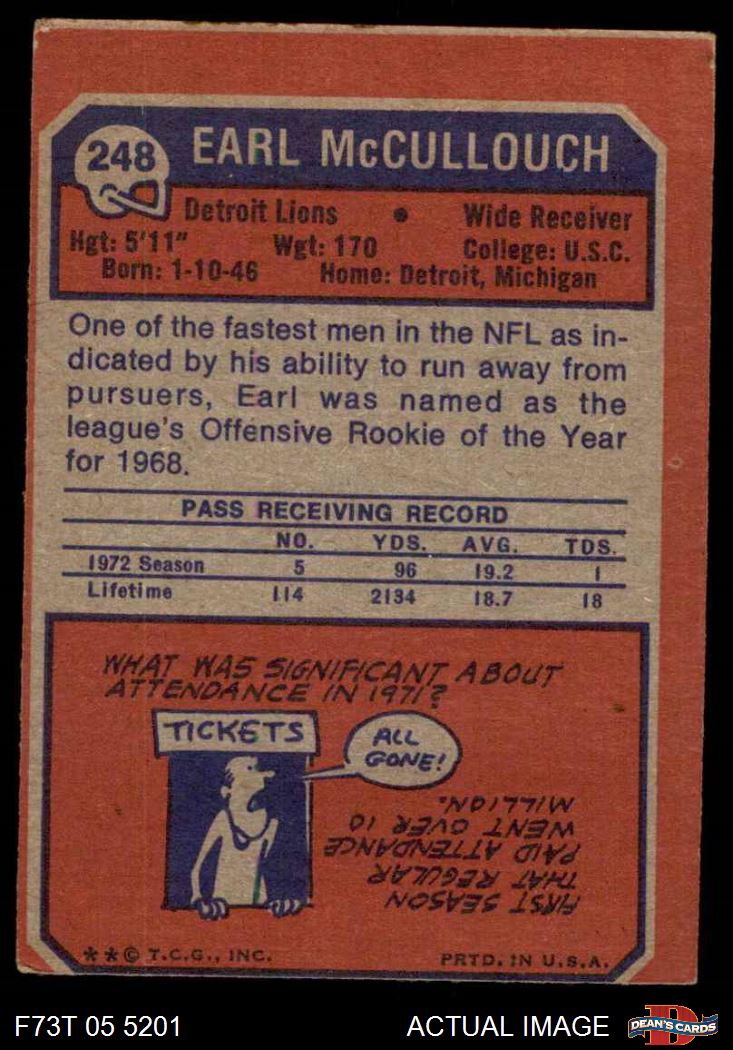 248
EARL McCULLOUCH
Detroit Lions • Wide Receiver
Hgt: 5'11" Wgt: 170 College: U.S.C.
Born: 1-10-46 Home: Detroit, Michigan
One of the fastest men in the NFL as in-
dicated by his ability to run away from
pursuers, Earl was named as the
league's Offensive Rookie of the Year
for 1968.
PASS RECEIVING RECORD
NO. YDS. AVG. TDS.
1972 Season 5 96 19.2 1
Lifetime 114 2134 18.7 18
WHAT WAS SIGNIFICANT ABOUT
ATTENDANCE IN 1971?
TICKETS
ALL
GONE!
FIRST SEASON
THAT REGULAR
PAID ATTENDANCE
WENT OVER 10
MILLION.
**© T.C.G., INC. PRTD. IN U.S.A.
F73T 05 5201 ACTUAL IMAGE
D
DEAN'S CARDS